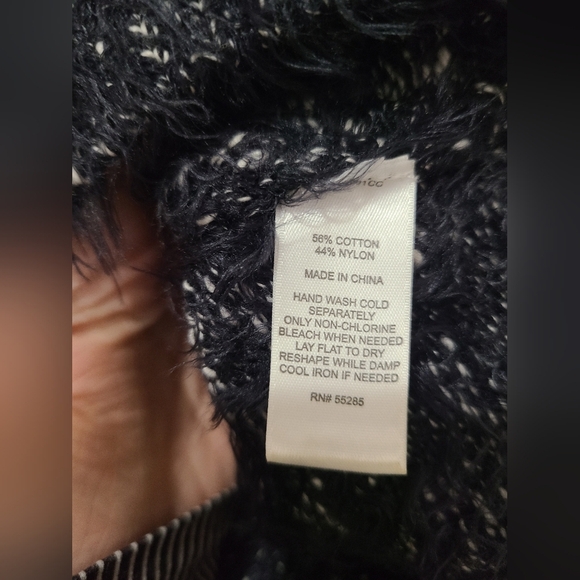 56% COTTON
44% NYLON
MADE IN CHINA
HAND WASH COLD
SEPARATELY
ONLY NON-CHLORINE
BLEACH WHEN NEEDED
LAY FLAT TO DRY
RESHAPE WHILE DAMP
COOL IRON IF NEEDED
RN# 55285